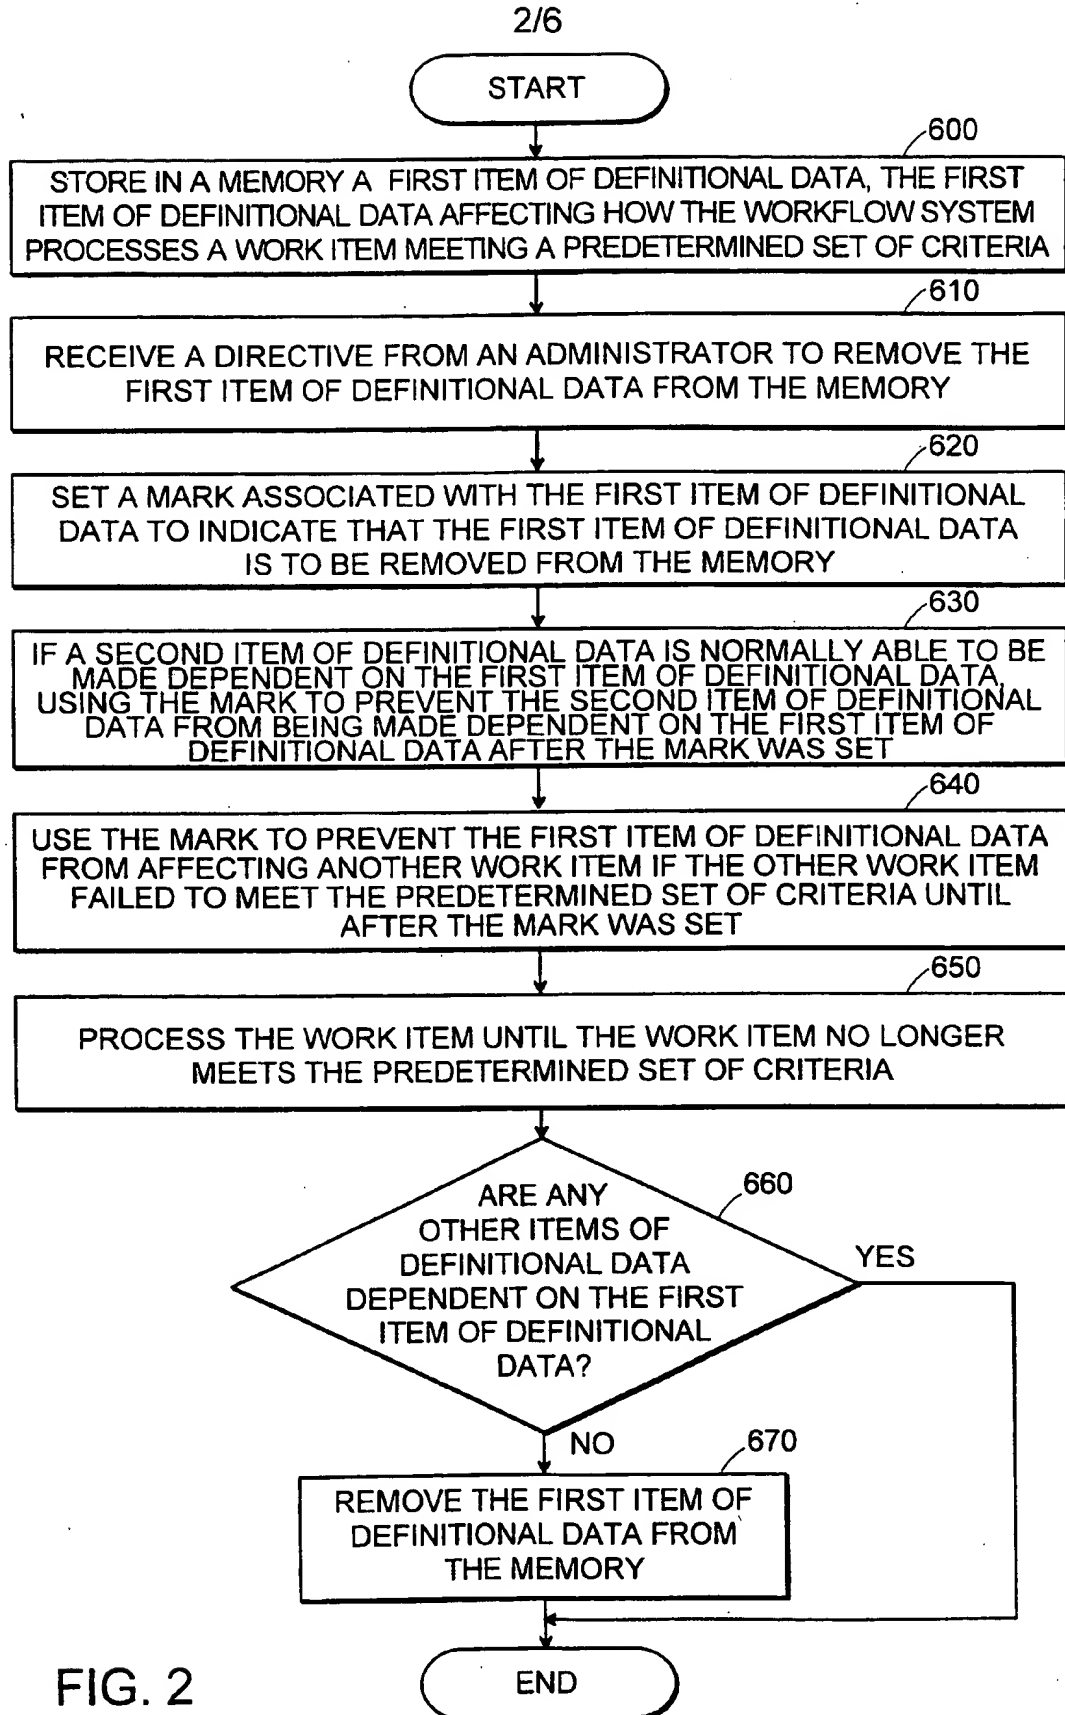 2/6
START
600
STORE IN A MEMORY A FIRST ITEM OF DEFINITIONAL DATA, THE FIRST
ITEM OF DEFINITIONAL DATA AFFECTING HOW THE WORKFLOW SYSTEM
PROCESSES A WORK ITEM MEETING A PREDETERMINED SET OF CRITERIA
610
RECEIVE A DIRECTIVE FROM AN ADMINISTRATOR TO REMOVE THE
FIRST ITEM OF DEFINITIONAL DATA FROM THE MEMORY
620
SET A MARK ASSOCIATED WITH THE FIRST ITEM OF DEFINITIONAL
DATA TO INDICATE THAT THE FIRST ITEM OF DEFINITIONAL DATA
IS TO BE REMOVED FROM THE MEMORY
630
IF A SECOND ITEM OF DEFINITIONAL DATA IS NORMALLY ABLE TO BE
MADE DEPENDENT ON THE FIRST ITEM OF DEFINITIONAL DATA,
USING THE MARK TO PREVENT THE SECOND ITEM OF DEFINITIONAL
DATA FROM BEING MADE DEPENDENT ON THE FIRST ITEM OF
DEFINITIONAL DATA AFTER THE MARK WAS SET
640
USE THE MARK TO PREVENT THE FIRST ITEM OF DEFINITIONAL DATA
FROM AFFECTING ANOTHER WORK ITEM IF THE OTHER WORK ITEM
FAILED TO MEET THE PREDETERMINED SET OF CRITERIA UNTIL
AFTER THE MARK WAS SET
650
PROCESS THE WORK ITEM UNTIL THE WORK ITEM NO LONGER
MEETS THE PREDETERMINED SET OF CRITERIA
660
ARE ANY
OTHER ITEMS OF
DEFINITIONAL DATA
DEPENDENT ON THE FIRST
ITEM OF DEFINITIONAL
DATA?
YES
NO
670
REMOVE THE FIRST ITEM OF
DEFINITIONAL DATA FROM
THE MEMORY
END
FIG. 2